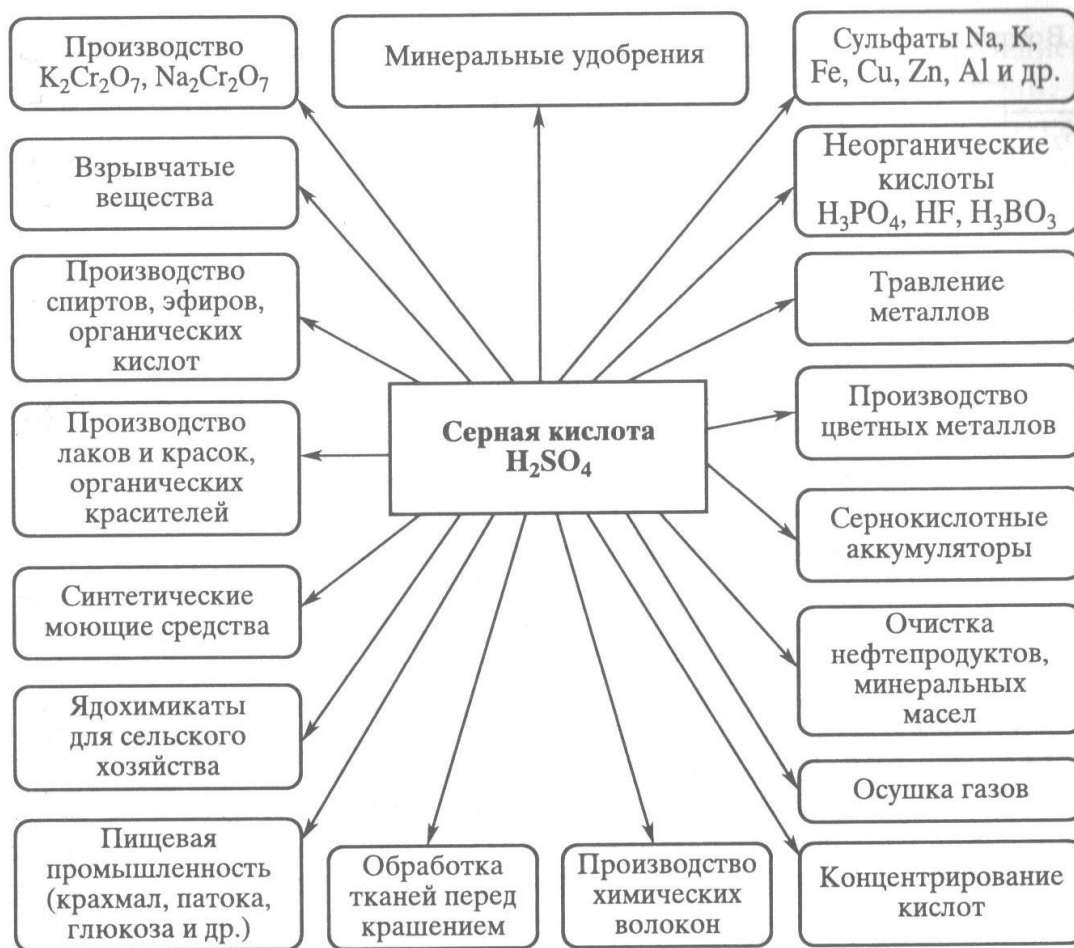 Производство
K₂Cr₂O₇, Na₂Cr₂O₇
Минеральные удобрения
Сульфаты Na, K,
Fe, Cu, Zn, Al и др.
Взрывчатые
вещества
Неорганические
кислоты
H₃PO₄, HF, H₃BO₃
Производство
спиртов, эфиров,
органических
кислот
Травление
металлов
Производство
лаков и красок,
органических
красителей
Серная кислота
H₂SO₄
Производство
цветных металлов
Сернокислотные
аккумуляторы
Синтетические
моющие средства
Очистка
нефтепродуктов,
минеральных
масел
Ядохимикаты
для сельского
хозяйства
Осушка газов
Пищевая
промышленность
(крахмал, патока,
глюкоза и др.)
Обработка
тканей перед
крашением
Производство
химических
волокон
Концентрирование
кислот